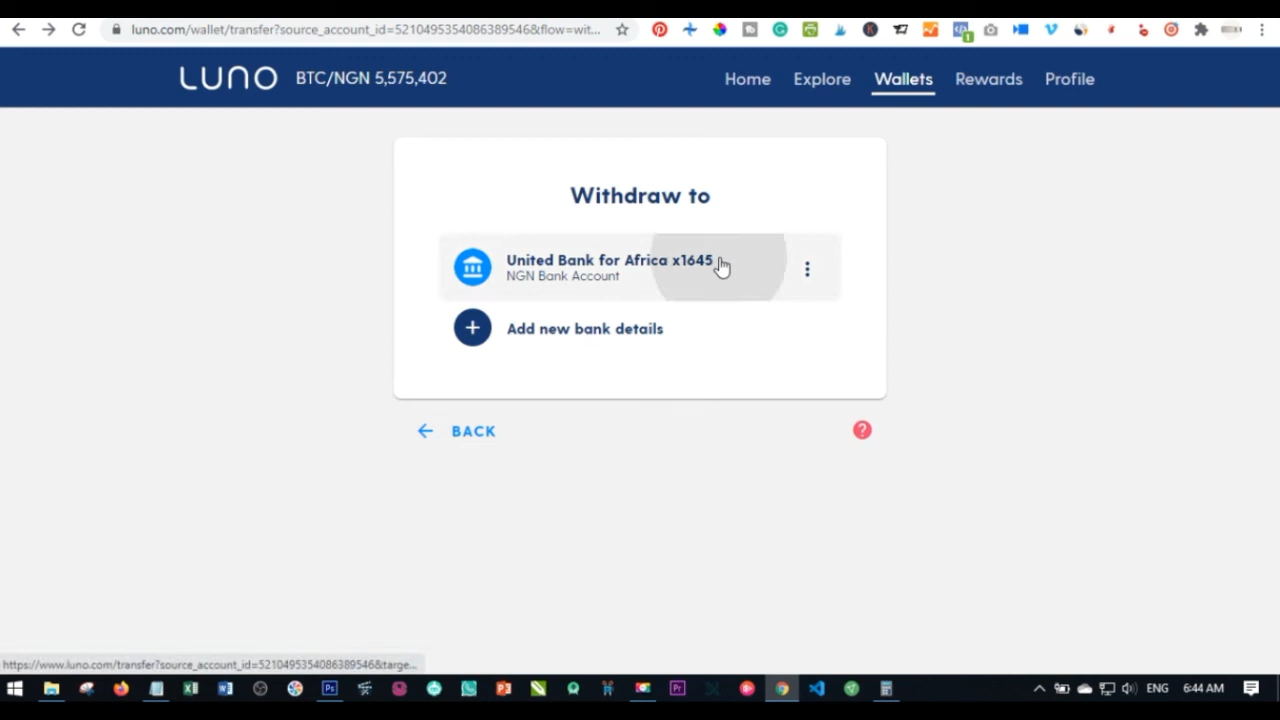 luno.com/wallet/transfer?source_account_id=5210495354086389546&flow=wit...
1
LUNO BTC/NGN 5,575,402 Home Explore Wallets Rewards Profile
Withdraw to
United Bank for Africa x1645
NGN Bank Account
Add new bank details
BACK
?
https://www.luno.com/transfer?source_account_id=5210495354086389546&targe...
ENG 6:44 AM